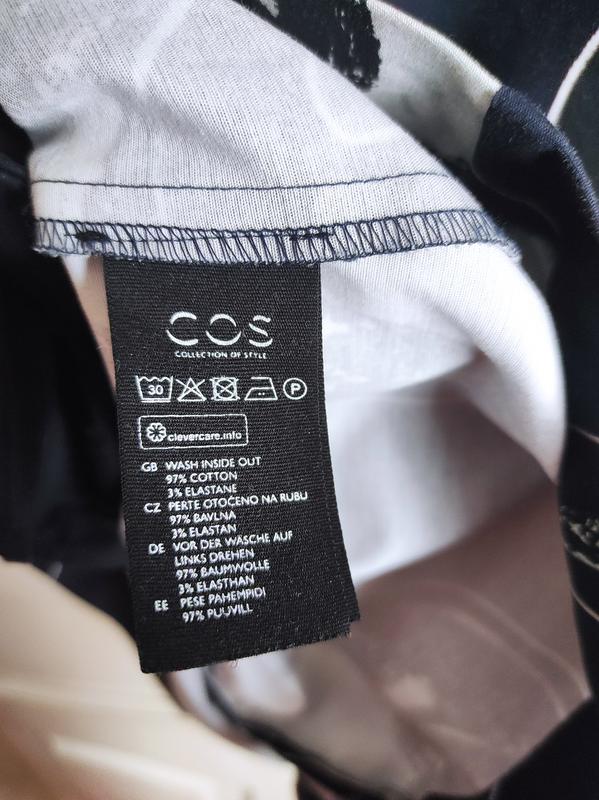 COS
COLLECTION OF STYLE
30 P
clevercare.info
GB WASH INSIDE OUT
97% COTTON
3% ELASTANE
CZ PERTE OTOČENO NA RUBU
97% BAVLNA
3% ELASTAN
DE VOR DER WÄSCHE AUF
LINKS DREHEN
97% BAUMWOLLE
3% ELASTHAN
EE PESE PAHEMPIDI
97% PUUVILL